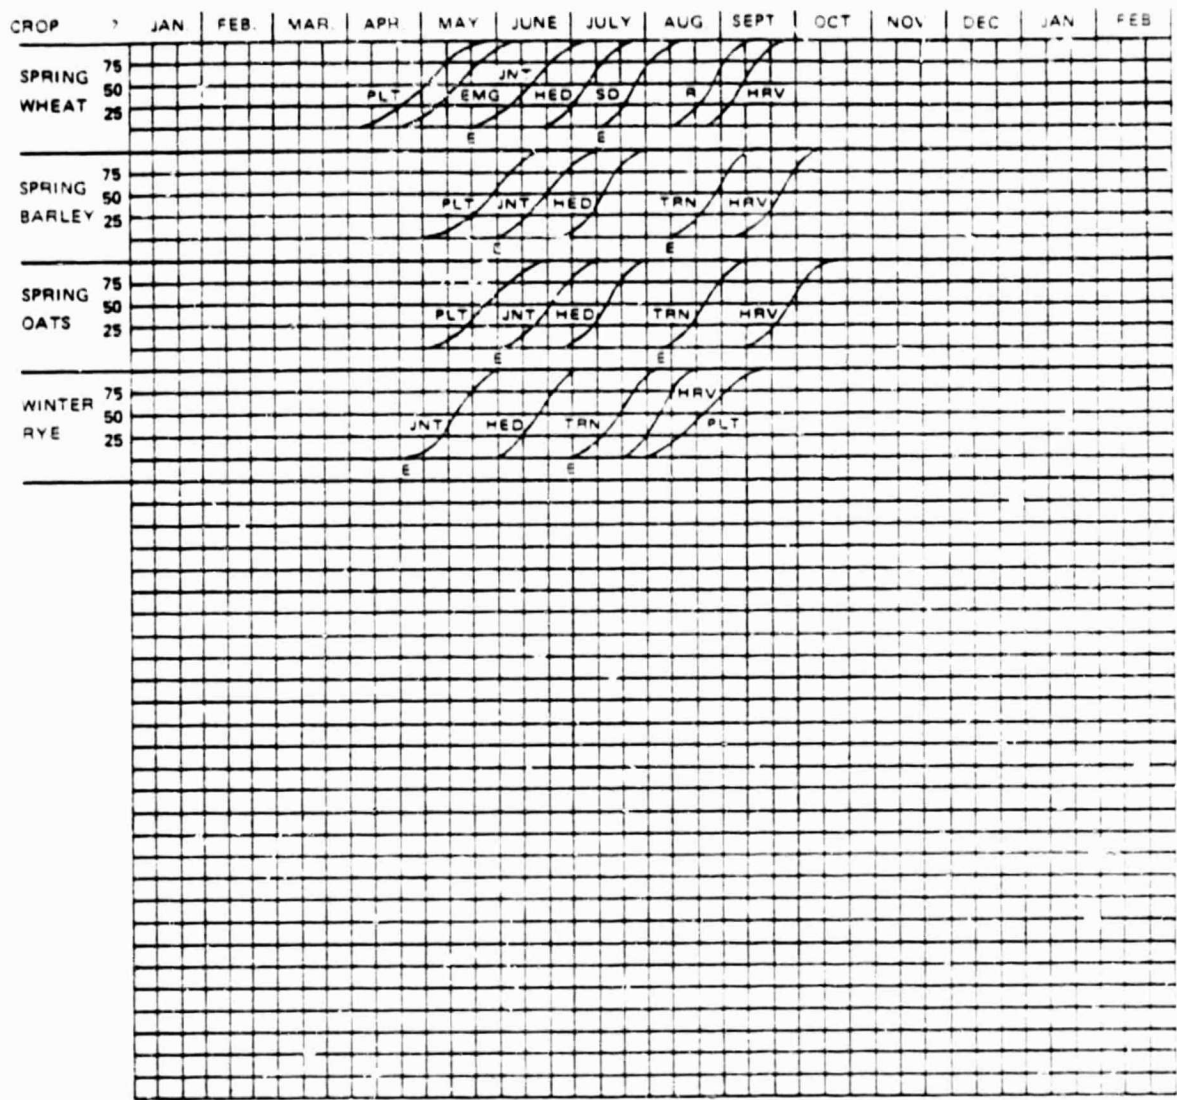 CROP ? JAN. FEB. MAR. APR. MAY JUNE JULY AUG. SEPT OCT NOV DEC JAN FEB
SPRING WHEAT
75
50
25
JNT
PLT EMG HED SD R HRV
E E
SPRING BARLEY
75
50
25
PLT JNT HED TRN HRV
E
SPRING OATS
75
50
25
PLT JNT HED TRN HRV
E E
WINTER RYE
75
50
25
HRV
JNT HED TRN PLT
E E